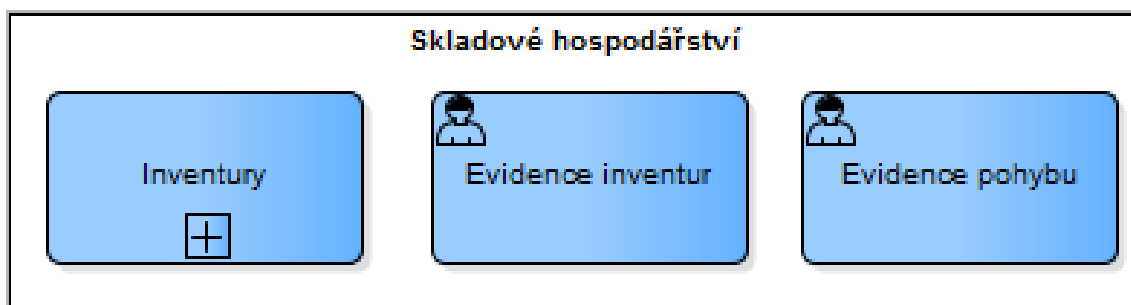 Skladové hospodářství
Inventury
Evidence inventur
Evidence pohybu